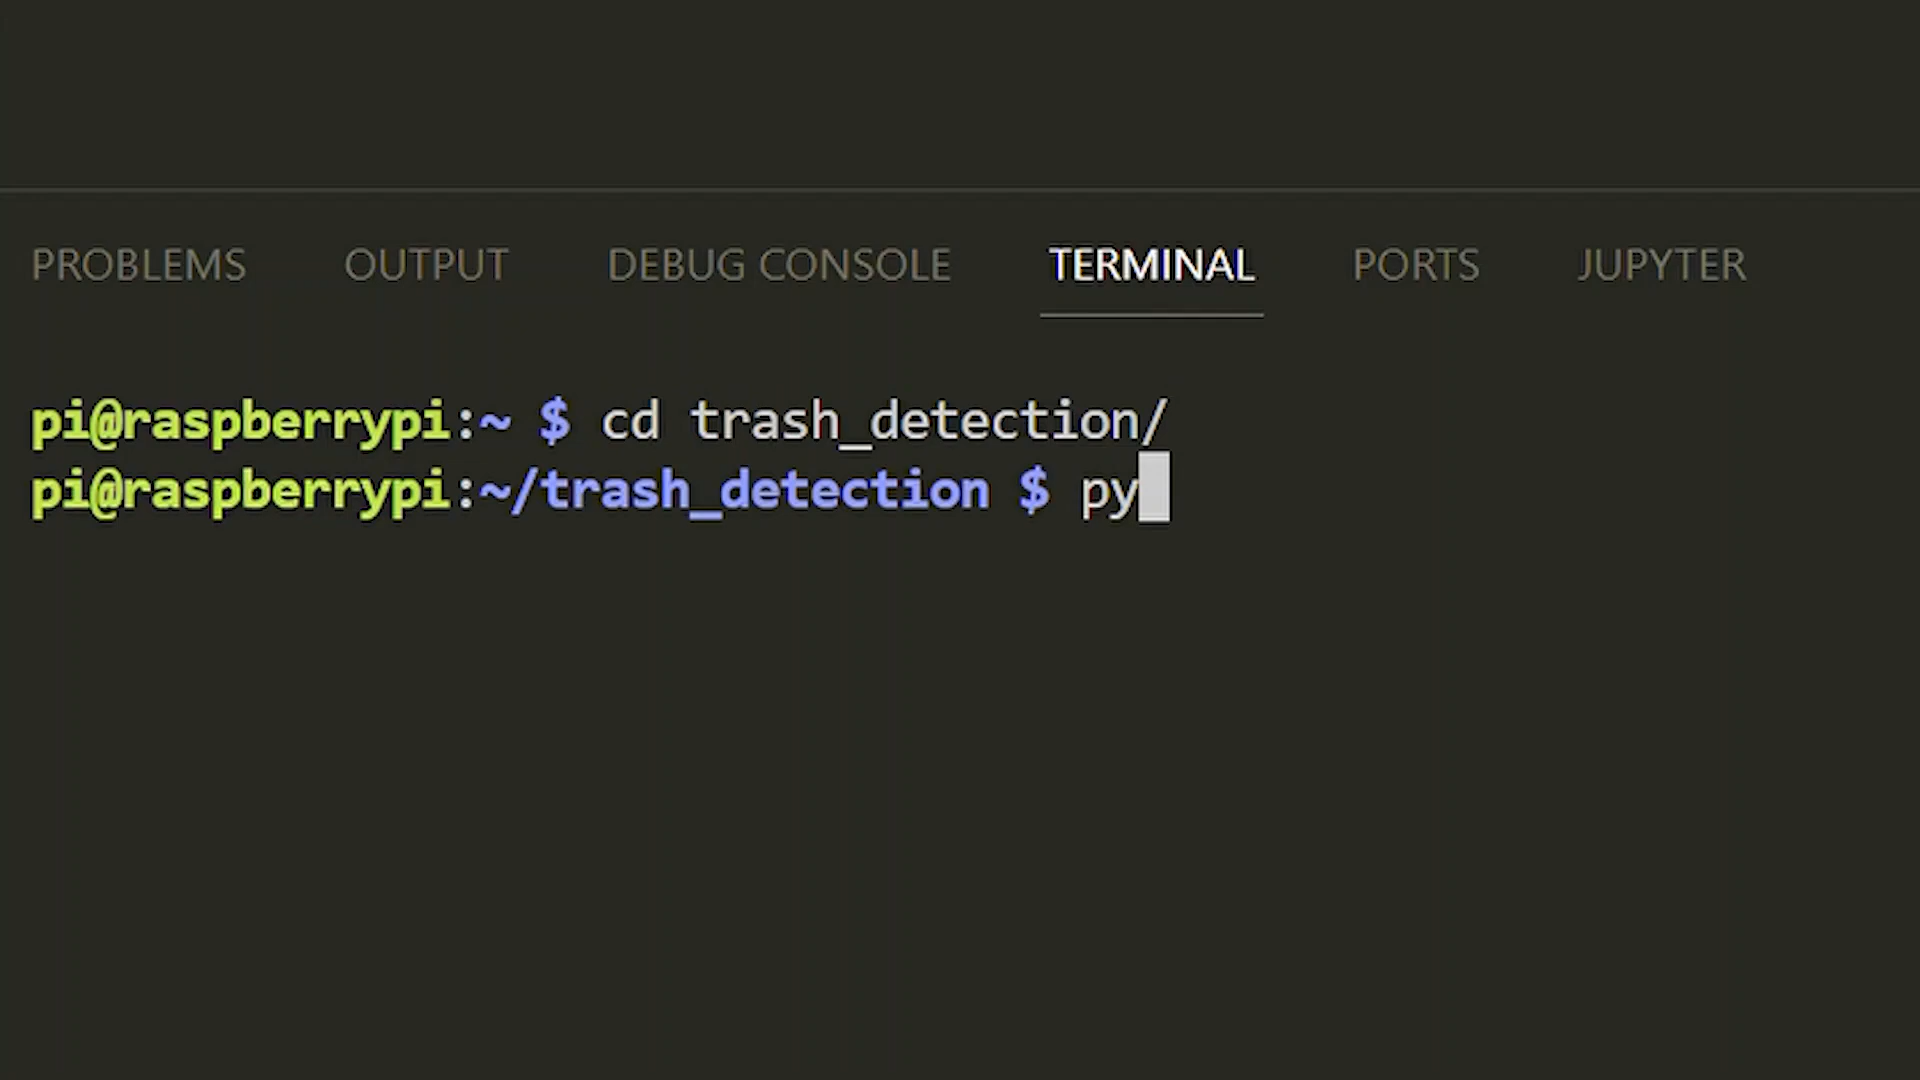 PROBLEMS OUTPUT DEBUG CONSOLE TERMINAL PORTS JUPYTER
pi@raspberrypi:~ $ cd trash_detection/
pi@raspberrypi:~/trash_detection $ py